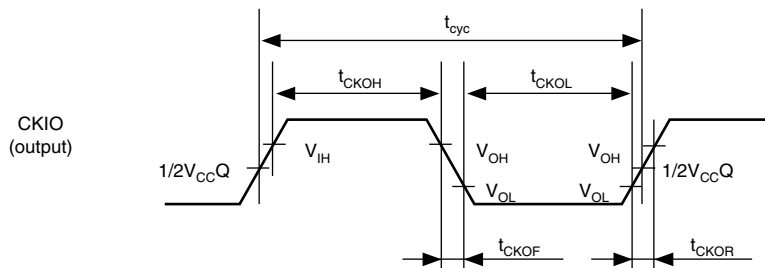 tcyc
tCKOH
tCKOL
CKIO
(output)
VIH
VOH
VOH
1/2VCCQ
1/2VCCQ
VOL
VOL
tCKOF
tCKOR